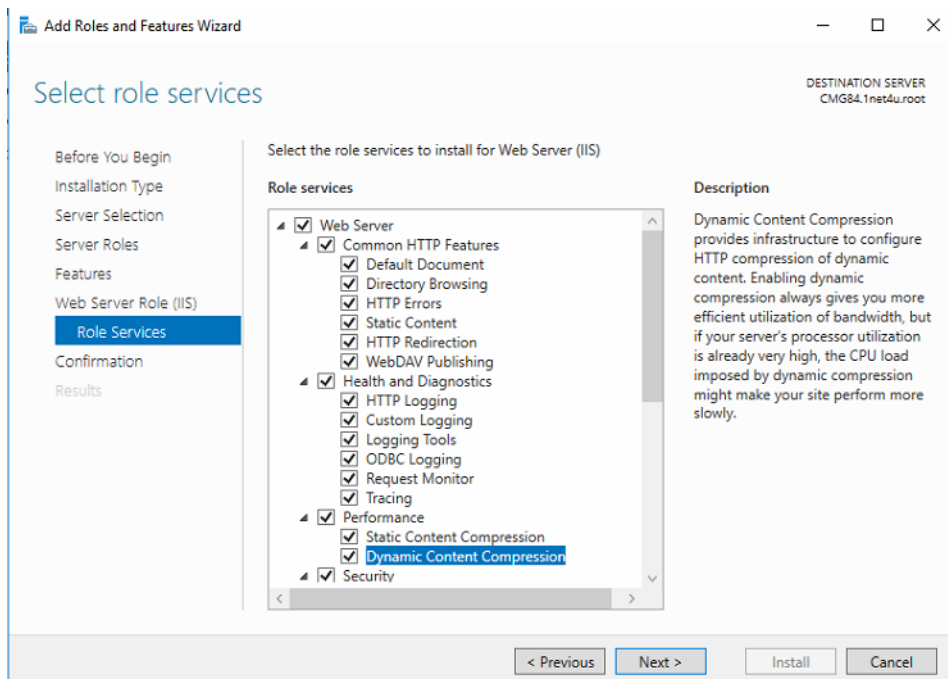 Add Roles and Features Wizard
Select role services
DESTINATION SERVER
CMG84.1net4u.root
Before You Begin
Installation Type
Server Selection
Server Roles
Features
Web Server Role (IIS)
Role Services
Confirmation
Results
Select the role services to install for Web Server (IIS)
Role services
Web Server
Common HTTP Features
Default Document
Directory Browsing
HTTP Errors
Static Content
HTTP Redirection
WebDAV Publishing
Health and Diagnostics
HTTP Logging
Custom Logging
Logging Tools
ODBC Logging
Request Monitor
Tracing
Performance
Static Content Compression
Dynamic Content Compression
Security
Description
Dynamic Content Compression
provides infrastructure to configure
HTTP compression of dynamic
content. Enabling dynamic
compression always gives you more
efficient utilization of bandwidth, but
if your server's processor utilization
is already very high, the CPU load
imposed by dynamic compression
might make your site perform more
slowly.
< Previous
Next >
Install
Cancel